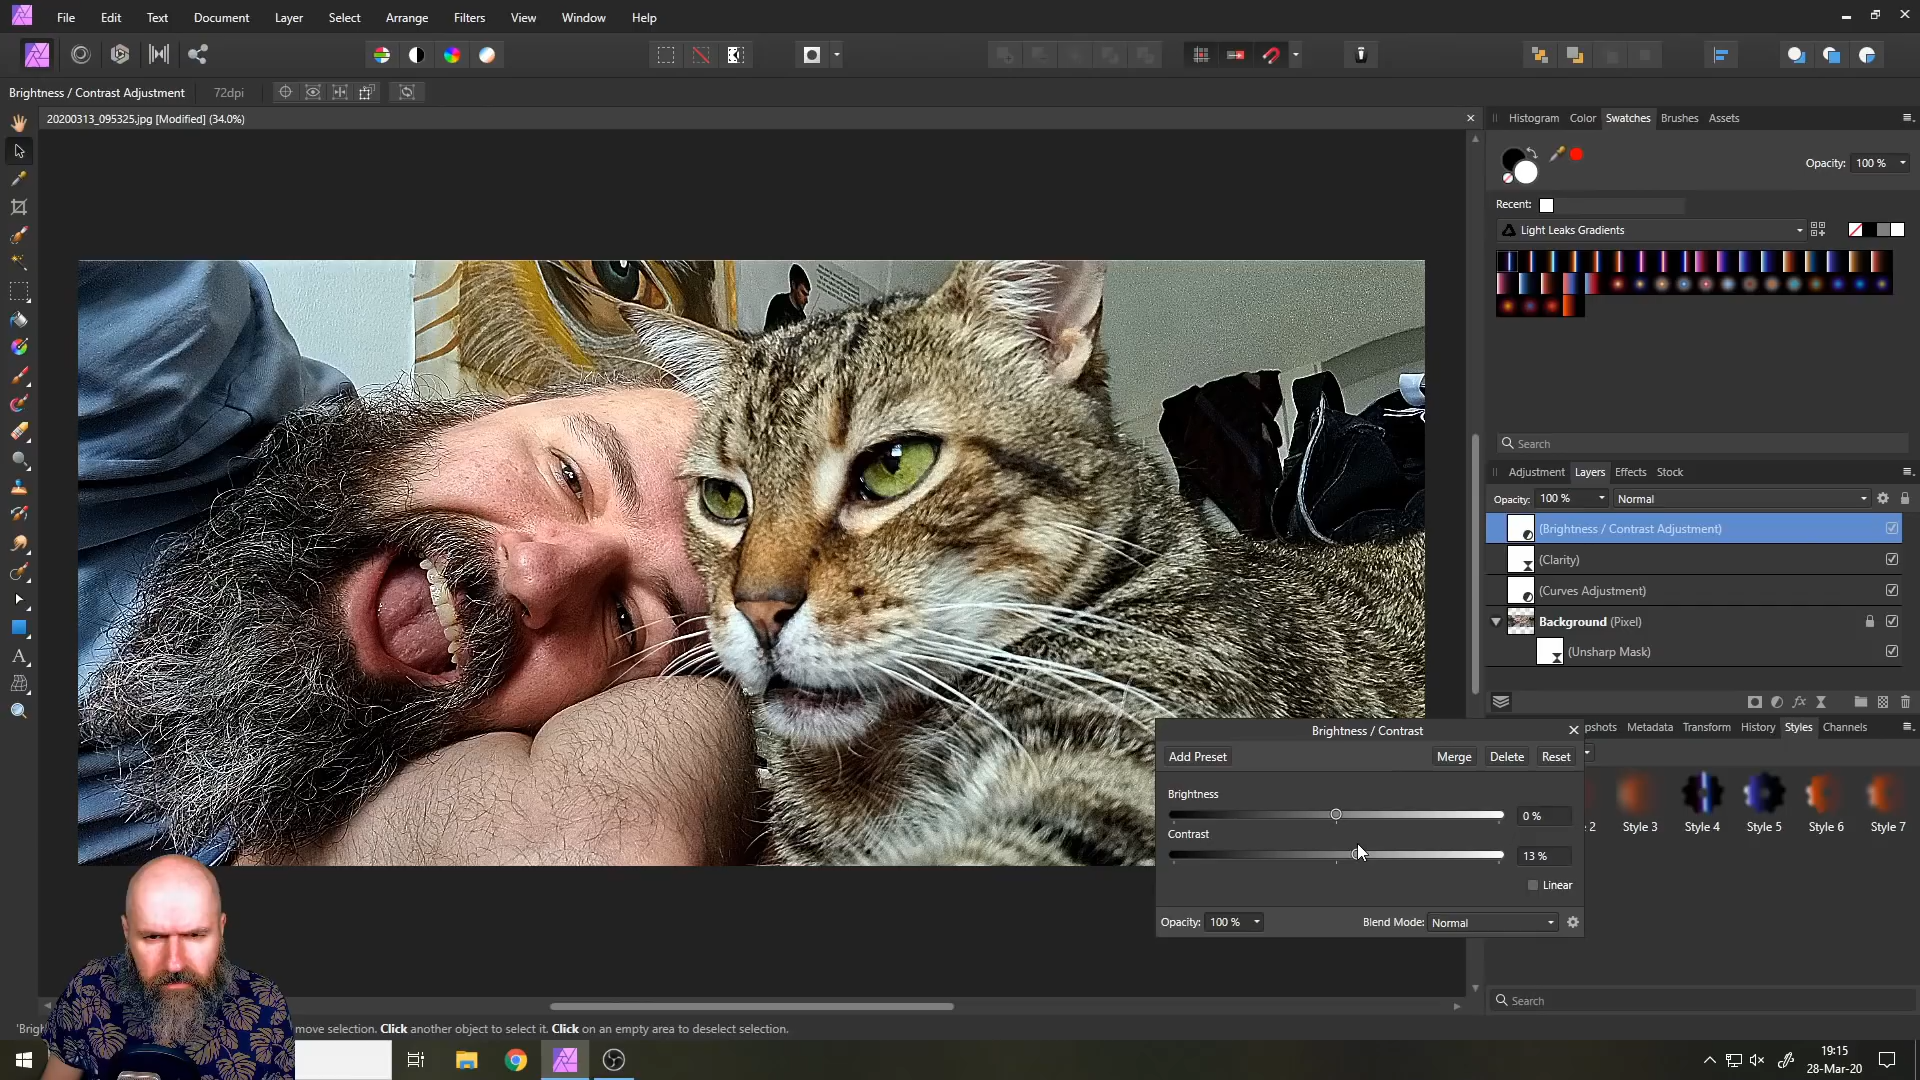 File Edit Text Document Layer Select Arrange Filters View Window Help
Brightness / Contrast Adjustment 72dpi
20200313_095325.jpg [Modified] (34.0%)
Histogram Color Swatches Brushes Assets
Opacity: 100 %
Recent:
Light Leaks Gradients
Search
Adjustment Layers Effects Stock
Opacity: 100 % Normal
(Brightness / Contrast Adjustment)
(Clarity)
(Curves Adjustment)
Background (Pixel)
(Unsharp Mask)
pshots Metadata Transform History Styles Channels
2 Style 3 Style 4 Style 5 Style 6 Style 7
Brightness / Contrast
Add Preset Merge Delete Reset
Brightness
0 %
Contrast
13 %
Linear
Opacity: 100 % Blend Mode: Normal
Search
'Brigh move selection. Click another object to select it. Click on an empty area to deselect selection.
19:15
28-Mar-20